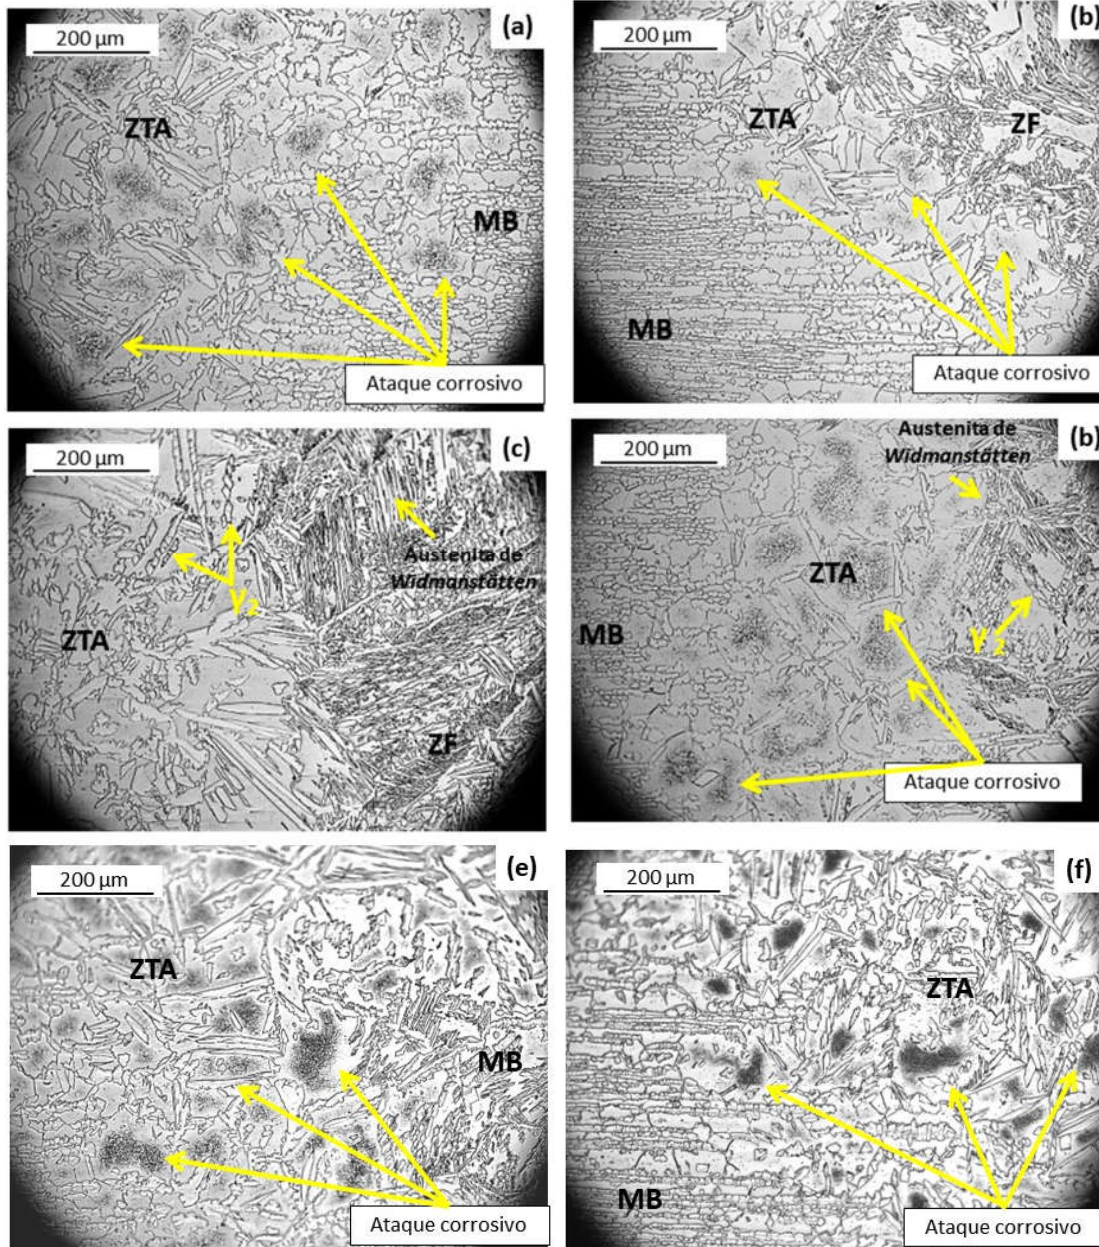 (a)
200 µm
ZTA
MB
Ataque corrosivo
(b)
200 µm
ZTA
ZF
MB
Ataque corrosivo
(c)
200 µm
Austenita de
Widmanstätten
γ2
ZTA
ZF
(b)
200 µm
Austenita de
Widmanstätten
ZTA
MB
γ2
Ataque corrosivo
(e)
200 µm
ZTA
MB
Ataque corrosivo
(f)
200 µm
ZTA
MB
Ataque corrosivo